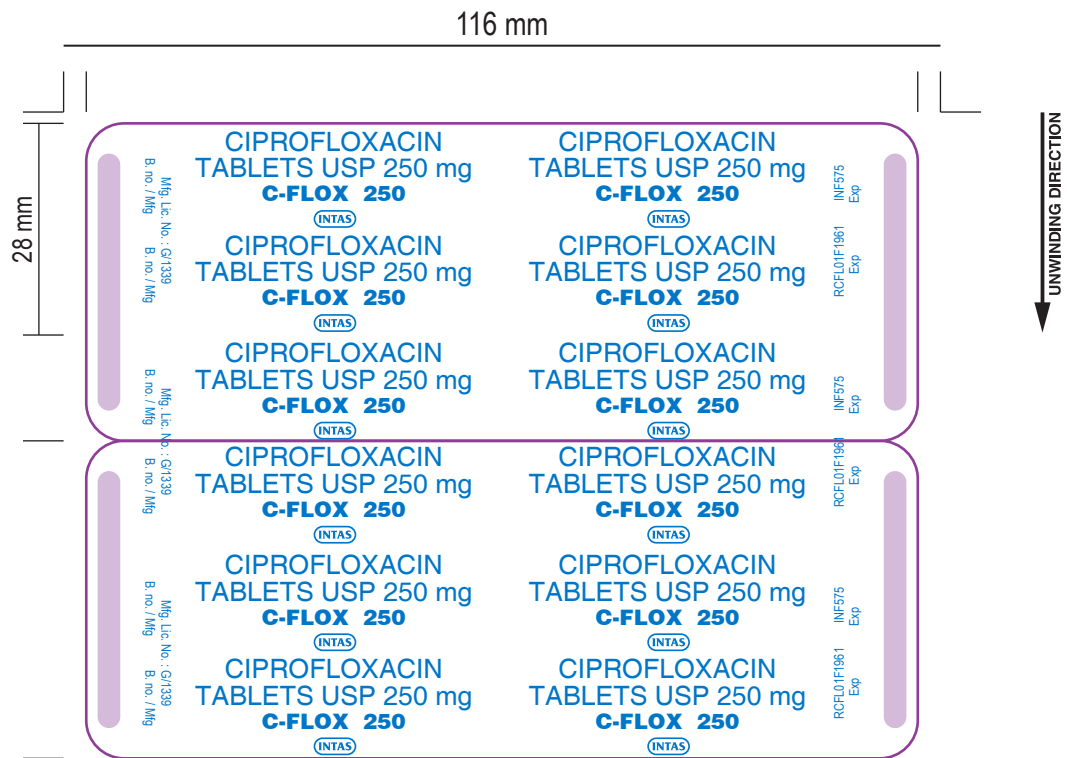 116 mm
28 mm
UNWINDING DIRECTION
CIPROFLOXACIN CIPROFLOXACIN
TABLETS USP 250 mg TABLETS USP 250 mg
C-FLOX 250 C-FLOX 250
INTAS INTAS
CIPROFLOXACIN CIPROFLOXACIN
TABLETS USP 250 mg TABLETS USP 250 mg
C-FLOX 250 C-FLOX 250
INTAS INTAS
CIPROFLOXACIN CIPROFLOXACIN
TABLETS USP 250 mg TABLETS USP 250 mg
C-FLOX 250 C-FLOX 250
INTAS INTAS
CIPROFLOXACIN CIPROFLOXACIN
TABLETS USP 250 mg TABLETS USP 250 mg
C-FLOX 250 C-FLOX 250
INTAS INTAS
CIPROFLOXACIN CIPROFLOXACIN
TABLETS USP 250 mg TABLETS USP 250 mg
C-FLOX 250 C-FLOX 250
INTAS INTAS
CIPROFLOXACIN CIPROFLOXACIN
TABLETS USP 250 mg TABLETS USP 250 mg
C-FLOX 250 C-FLOX 250
INTAS INTAS
Mfg. Lic. No. : G/1339
B. no. / Mfg B. no. / Mfg
Mfg. Lic. No. : G/1339
B. no. / Mfg B. no. / Mfg
Mfg. Lic. No. : G/1339
B. no. / Mfg B. no. / Mfg
RCFL01F1961 INF575
Exp Exp
RCFL01F1961 INF575
Exp Exp
RCFL01F1961 INF575
Exp Exp